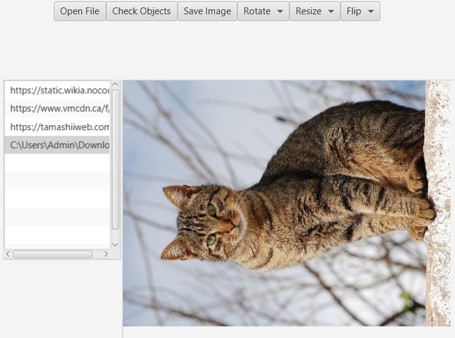 Open File Check Objects Save Image Rotate Resize Flip
https://static.wikia.noco
https://www.vmcdn.ca/f/
https://tamashiiweb.com
C:\Users\Admin\Downlo